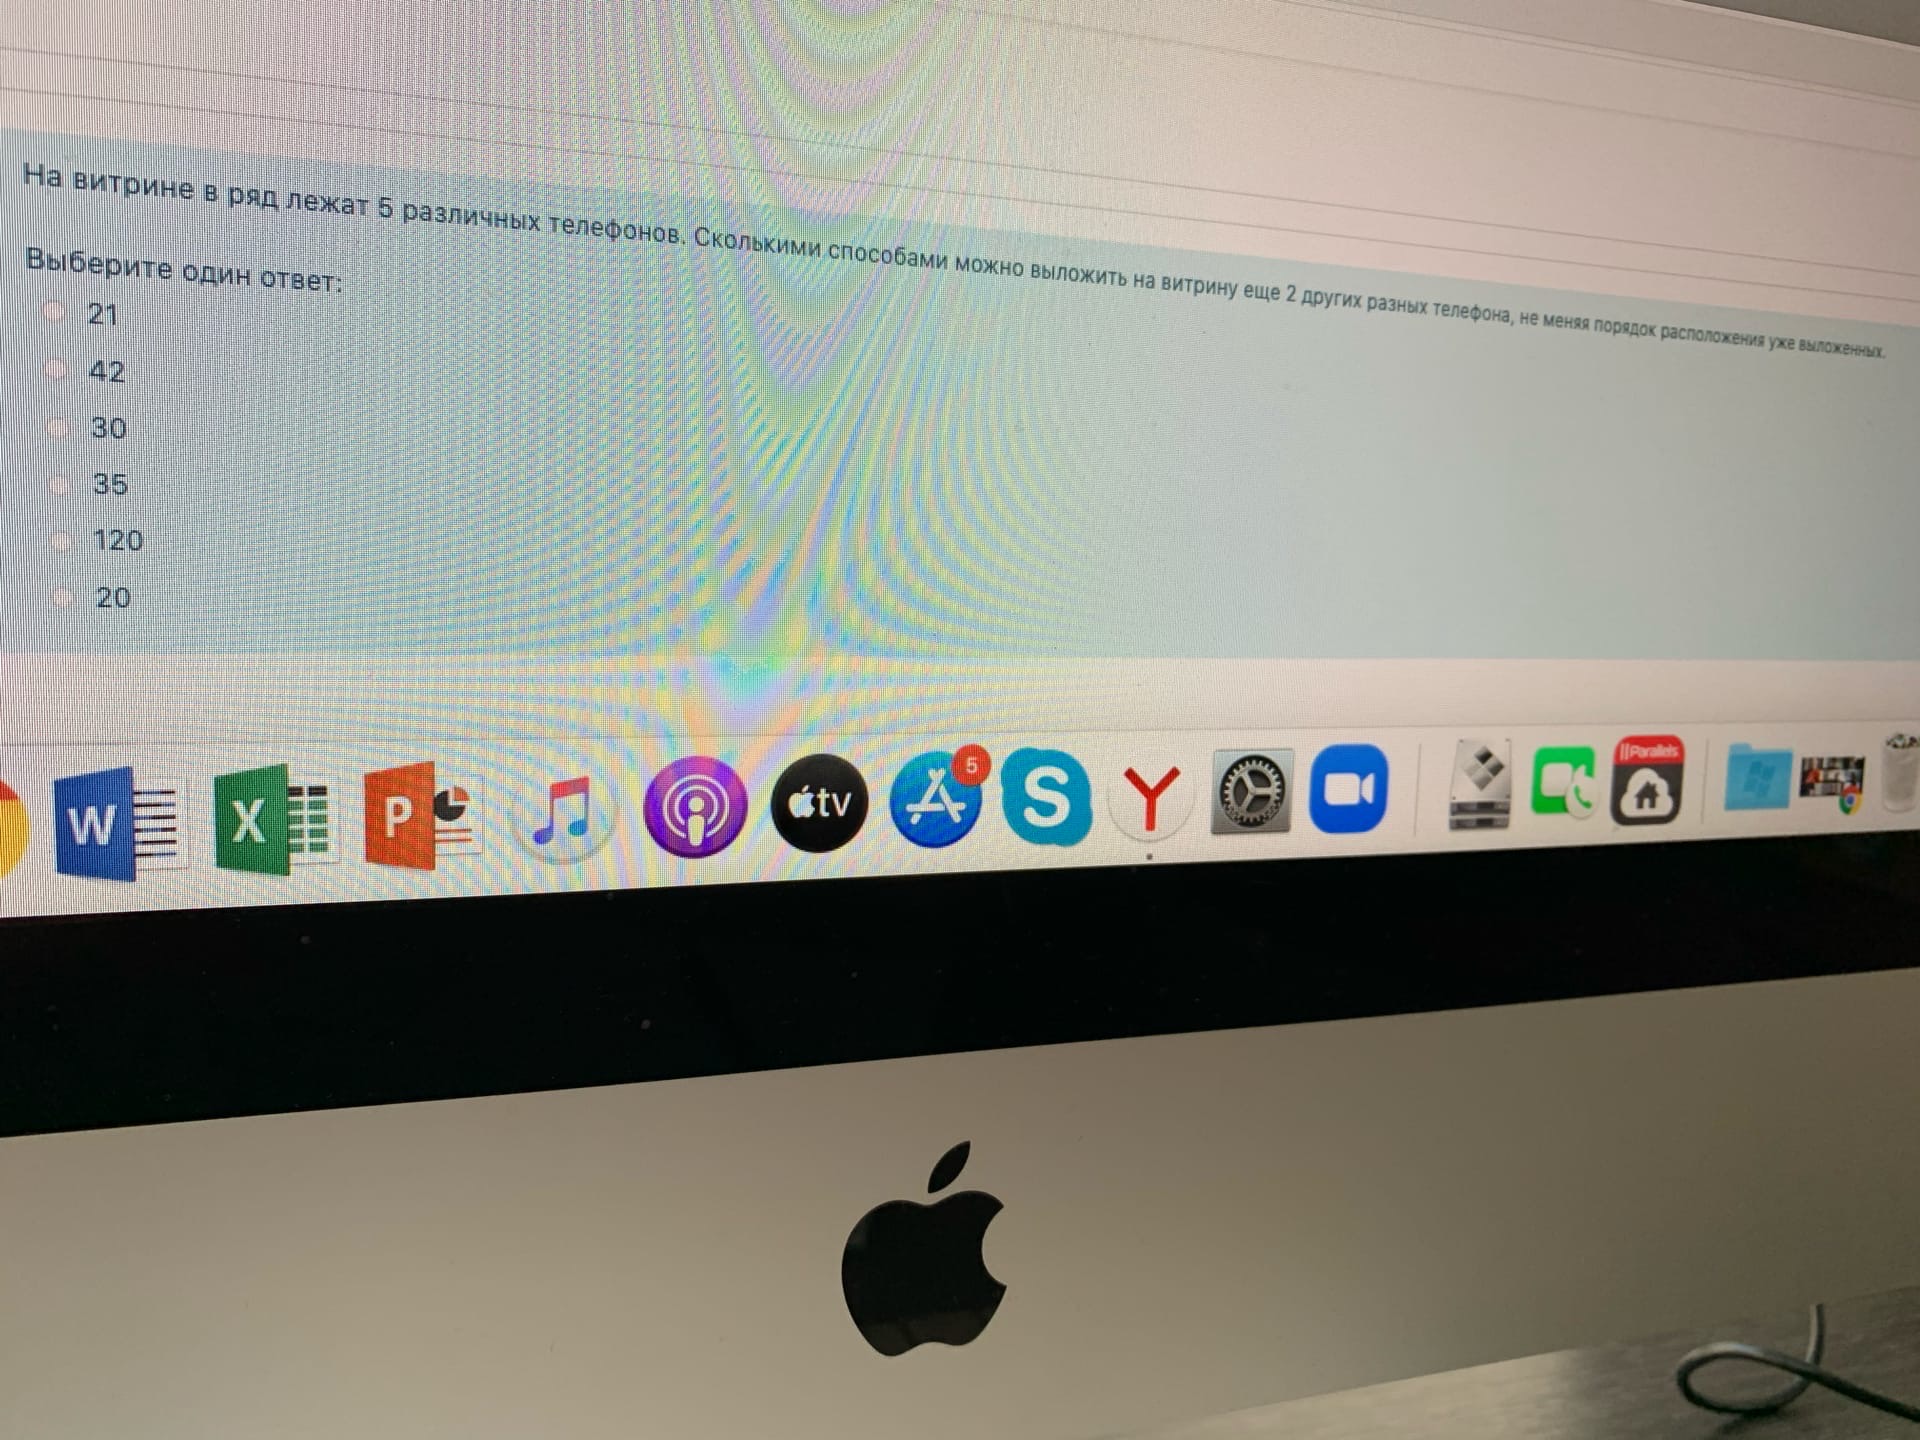 На витрине в ряд лежат 5 различных телефонов. Сколькими способами можно выложить на витрину еще 2 других разных телефона, не меняя порядок расположения уже выложенных.
Выберите один ответ:
21
42
30
35
120
20
W
X
P
tv
5
S
Y
Parallels